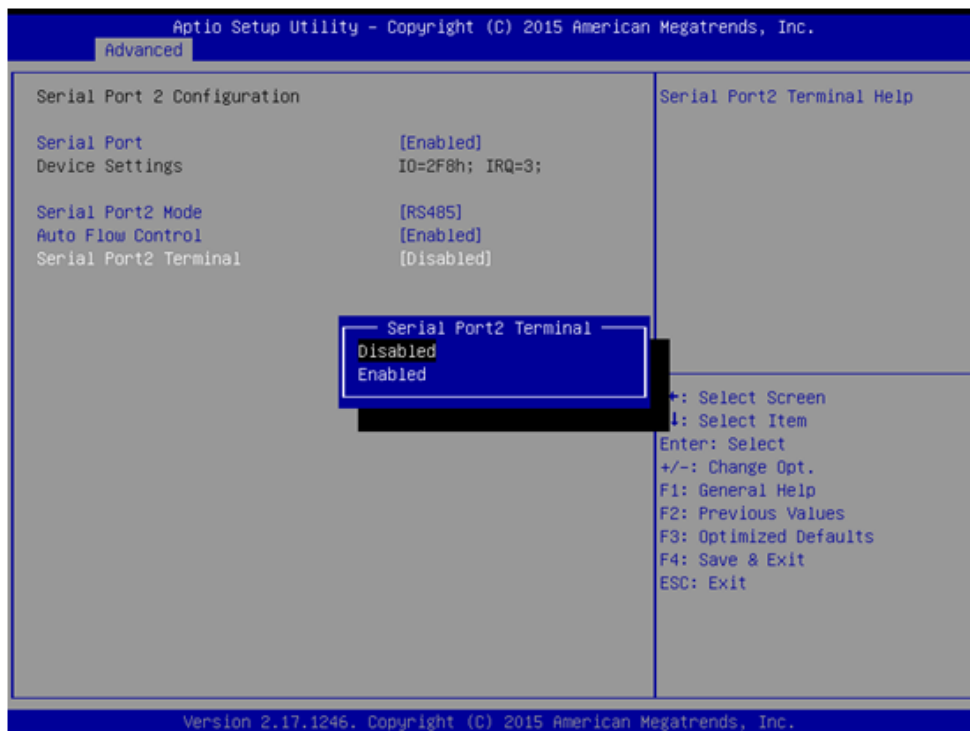 Aptio Setup Utility – Copyright (C) 2015 American Megatrends, Inc.
Advanced
Serial Port 2 Configuration
Serial Port [Enabled]
Device Settings IO=2F8h; IRQ=3;
Serial Port2 Mode [RS485]
Auto Flow Control [Enabled]
Serial Port2 Terminal [Disabled]
Serial Port2 Terminal
Disabled
Enabled
Serial Port2 Terminal Help
←: Select Screen
↓: Select Item
Enter: Select
+/-: Change Opt.
F1: General Help
F2: Previous Values
F3: Optimized Defaults
F4: Save & Exit
ESC: Exit
Version 2.17.1246. Copyright (C) 2015 American Megatrends, Inc.